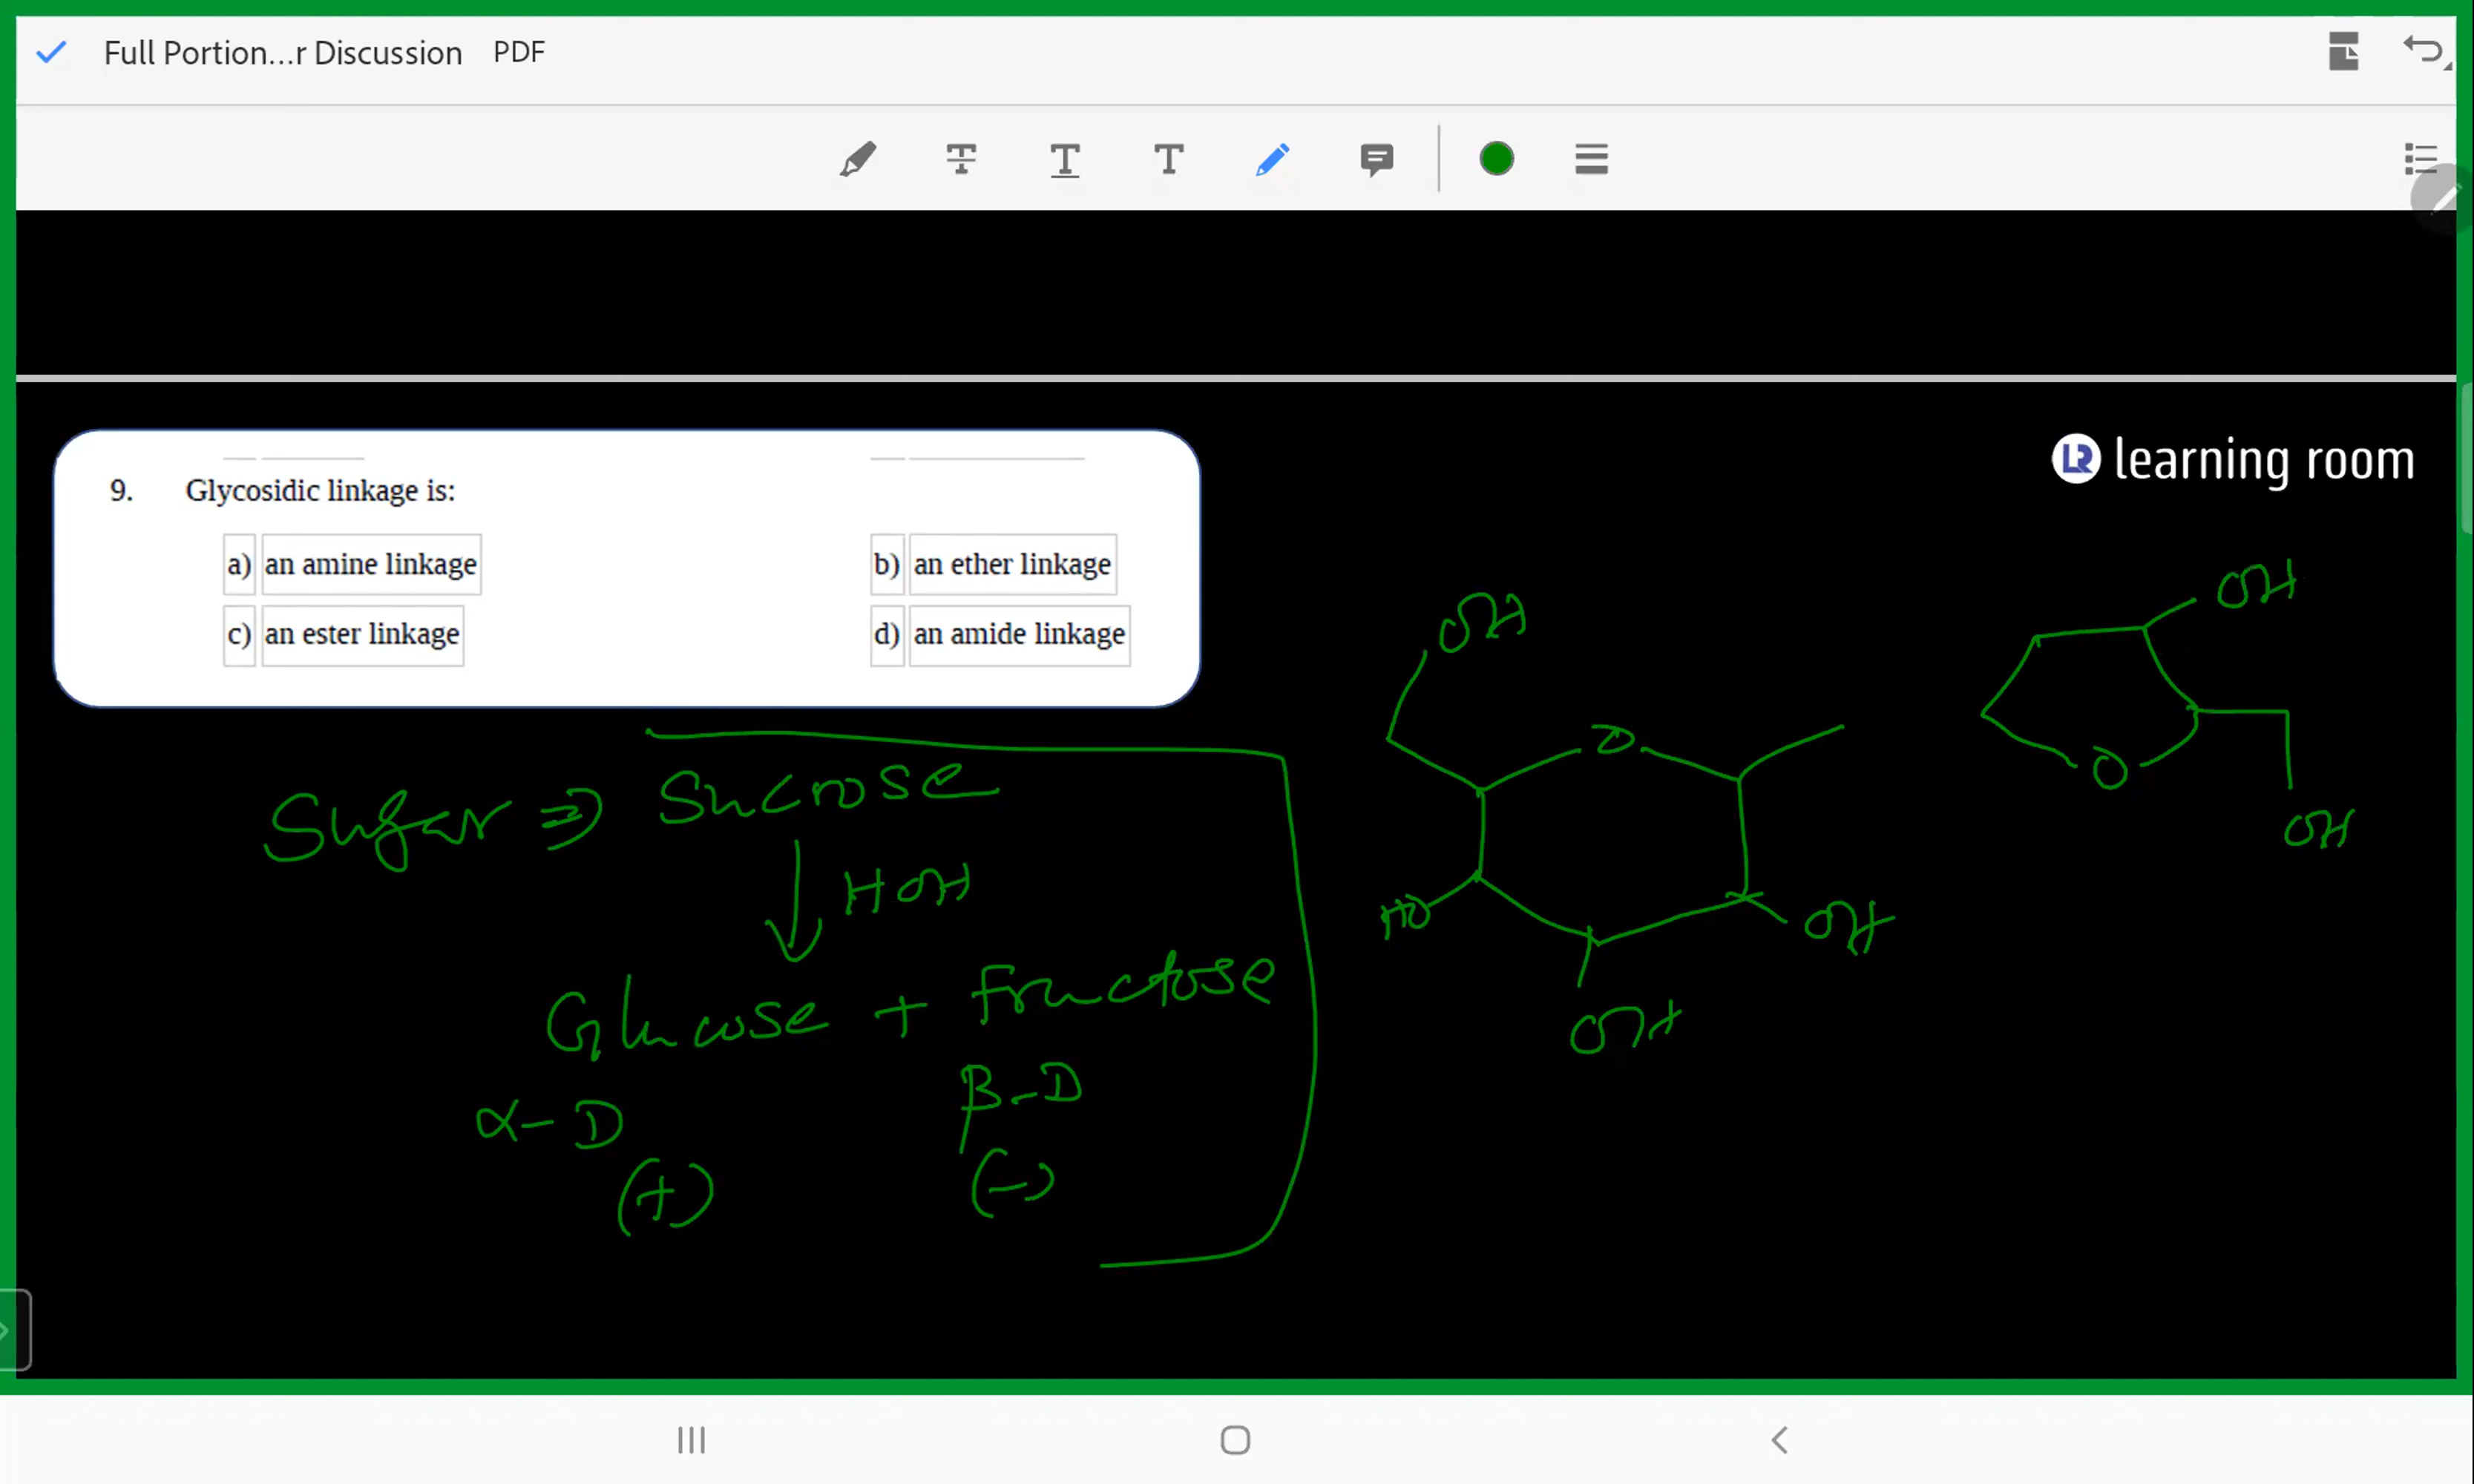 Full Portion...r Discussion PDF
learning room
9. Glycosidic linkage is:
a) an amine linkage b) an ether linkage
c) an ester linkage d) an amide linkage
Sugar ⇒ Sucrose
↓ HOH
Glucose + fructose
α-D β-D
(+) (-)
OH
O
HO
OH
OH
OH
O
OH